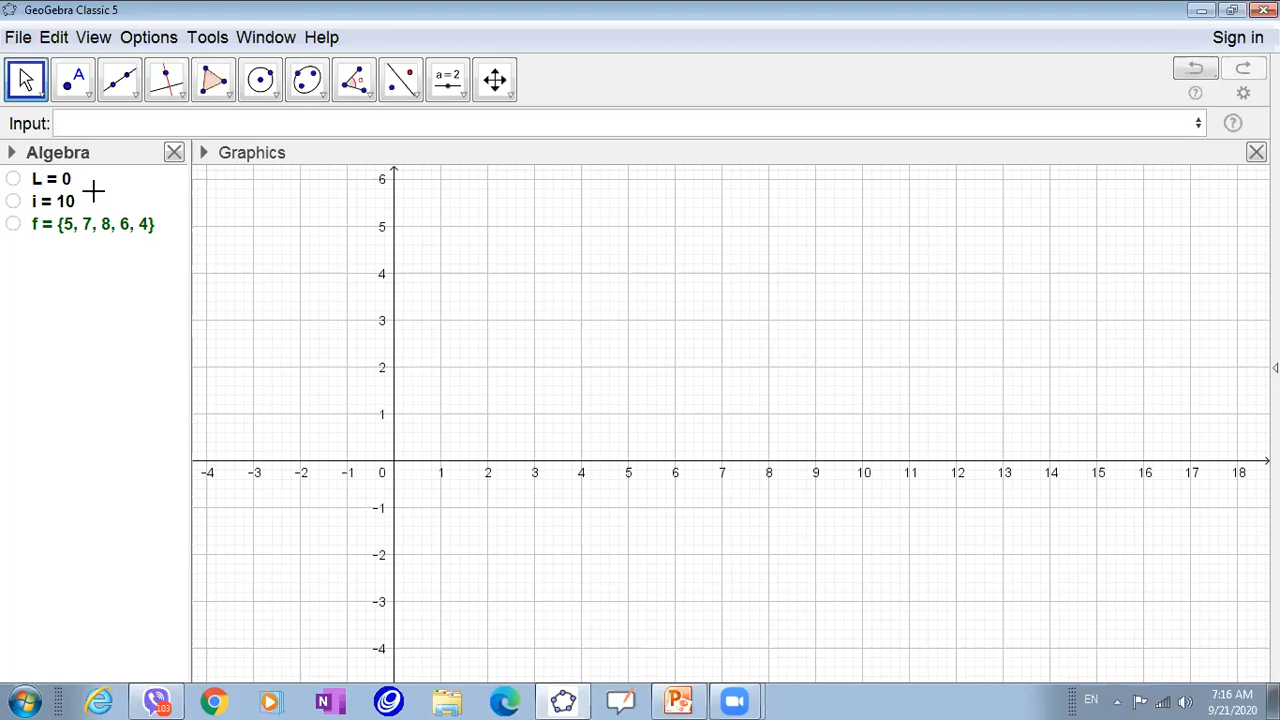 GeoGebra Classic 5
File Edit View Options Tools Window Help Sign in
A α a=2
Input:
Algebra
Graphics
L = 0
i = 10
f = {5, 7, 8, 6, 4}
6
5
4
3
2
1
-4 -3 -2 -1 0 1 2 3 4 5 6 7 8 9 10 11 12 13 14 15 16 17 18
-1
-2
-3
-4
103 N EN
7:16 AM
9/21/2020